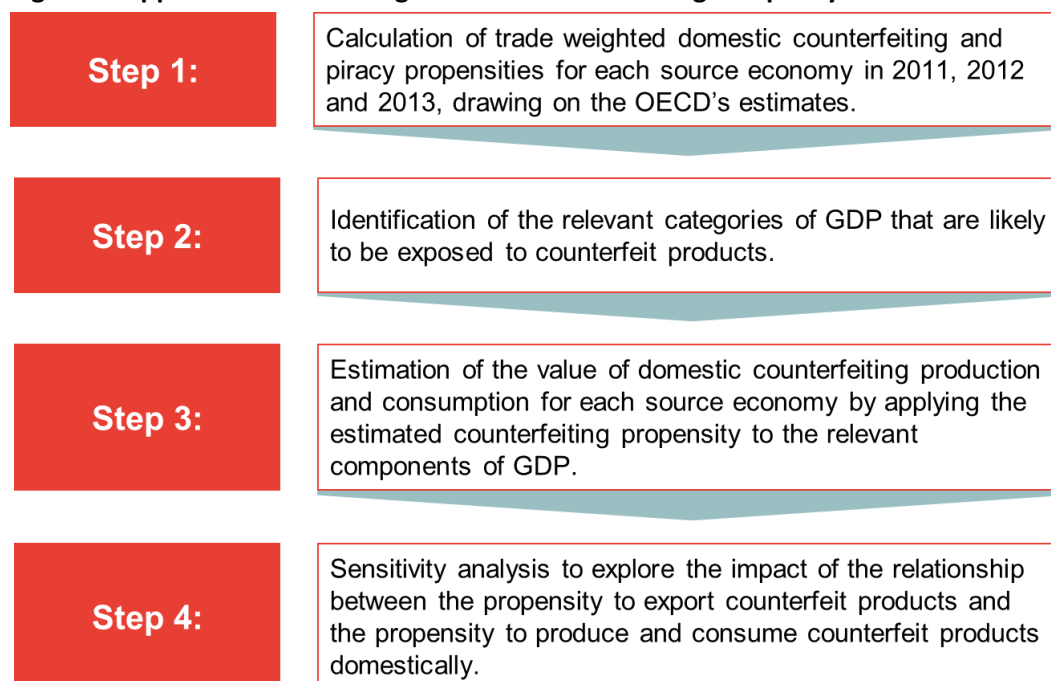 Step 1:
Calculation of trade weighted domestic counterfeiting and
piracy propensities for each source economy in 2011, 2012
and 2013, drawing on the OECD's estimates.
Step 2:
Identification of the relevant categories of GDP that are likely
to be exposed to counterfeit products.
Step 3:
Estimation of the value of domestic counterfeiting production
and consumption for each source economy by applying the
estimated counterfeiting propensity to the relevant
components of GDP.
Step 4:
Sensitivity analysis to explore the impact of the relationship
between the propensity to export counterfeit products and
the propensity to produce and consume counterfeit products
domestically.